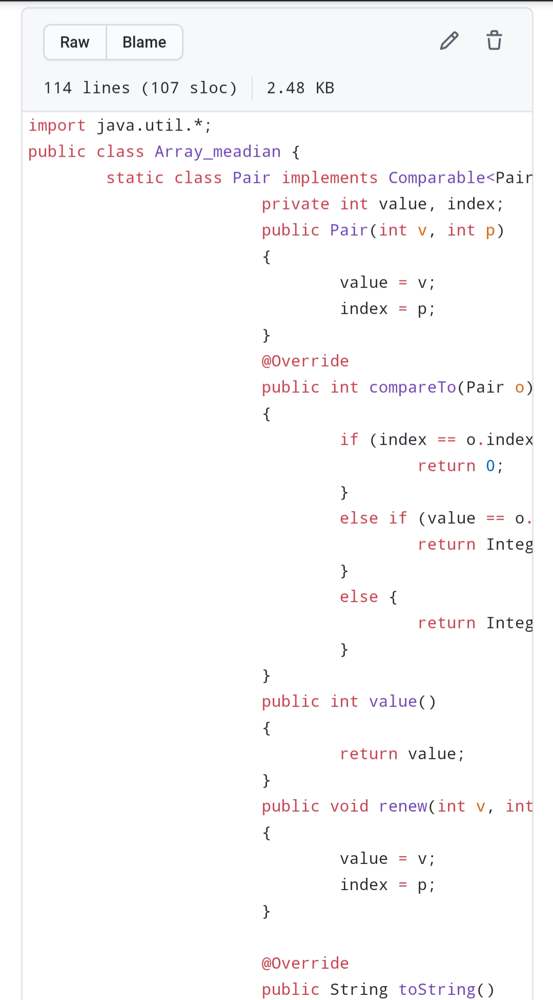 Raw Blame
114 lines (107 sloc) 2.48 KB
import java.util.*;
public class Array_meadian {
static class Pair implements Comparable<Pair
private int value, index;
public Pair(int v, int p)
{
value = v;
index = p;
}
@Override
public int compareTo(Pair o)
{
if (index == o.index
return 0;
}
else if (value == o.
return Integ
}
else {
return Integ
}
}
public int value()
{
return value;
}
public void renew(int v, int
{
value = v;
index = p;
}
@Override
public String toString()